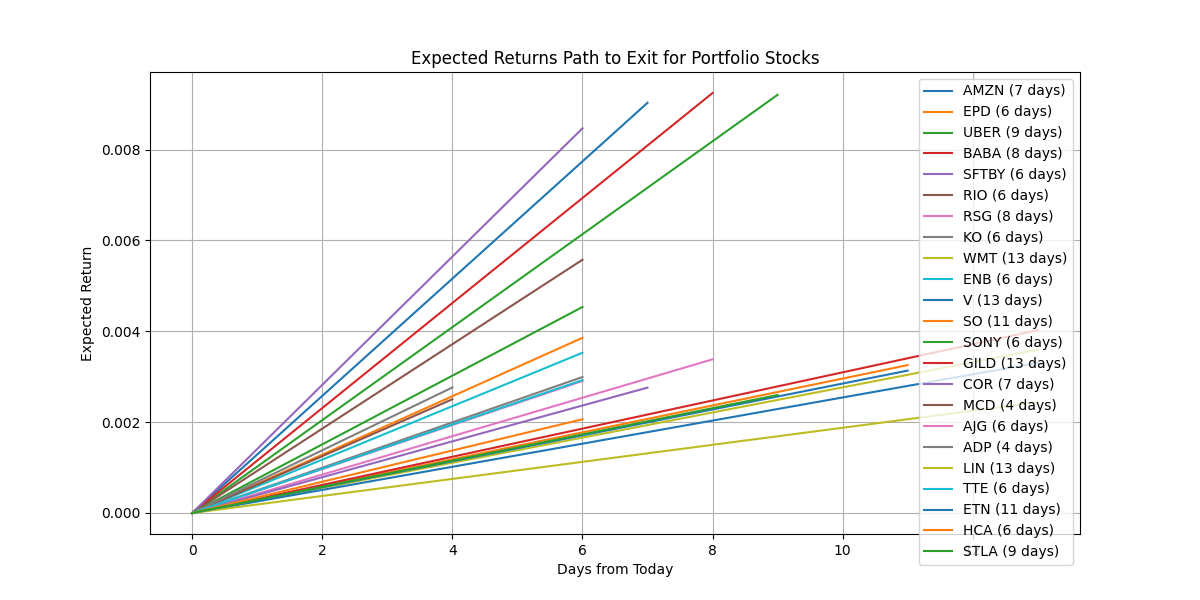 Expected Returns Path to Exit for Portfolio Stocks
Expected Return
0.008
0.006
0.004
0.002
0.000
0
2
4
6
8
10
Days from Today
AMZN (7 days)
EPD (6 days)
UBER (9 days)
BABA (8 days)
SFTBY (6 days)
RIO (6 days)
RSG (8 days)
KO (6 days)
WMT (13 days)
ENB (6 days)
V (13 days)
SO (11 days)
SONY (6 days)
GILD (13 days)
COR (7 days)
MCD (4 days)
AJG (6 days)
ADP (4 days)
LIN (13 days)
TTE (6 days)
ETN (11 days)
HCA (6 days)
STLA (9 days)